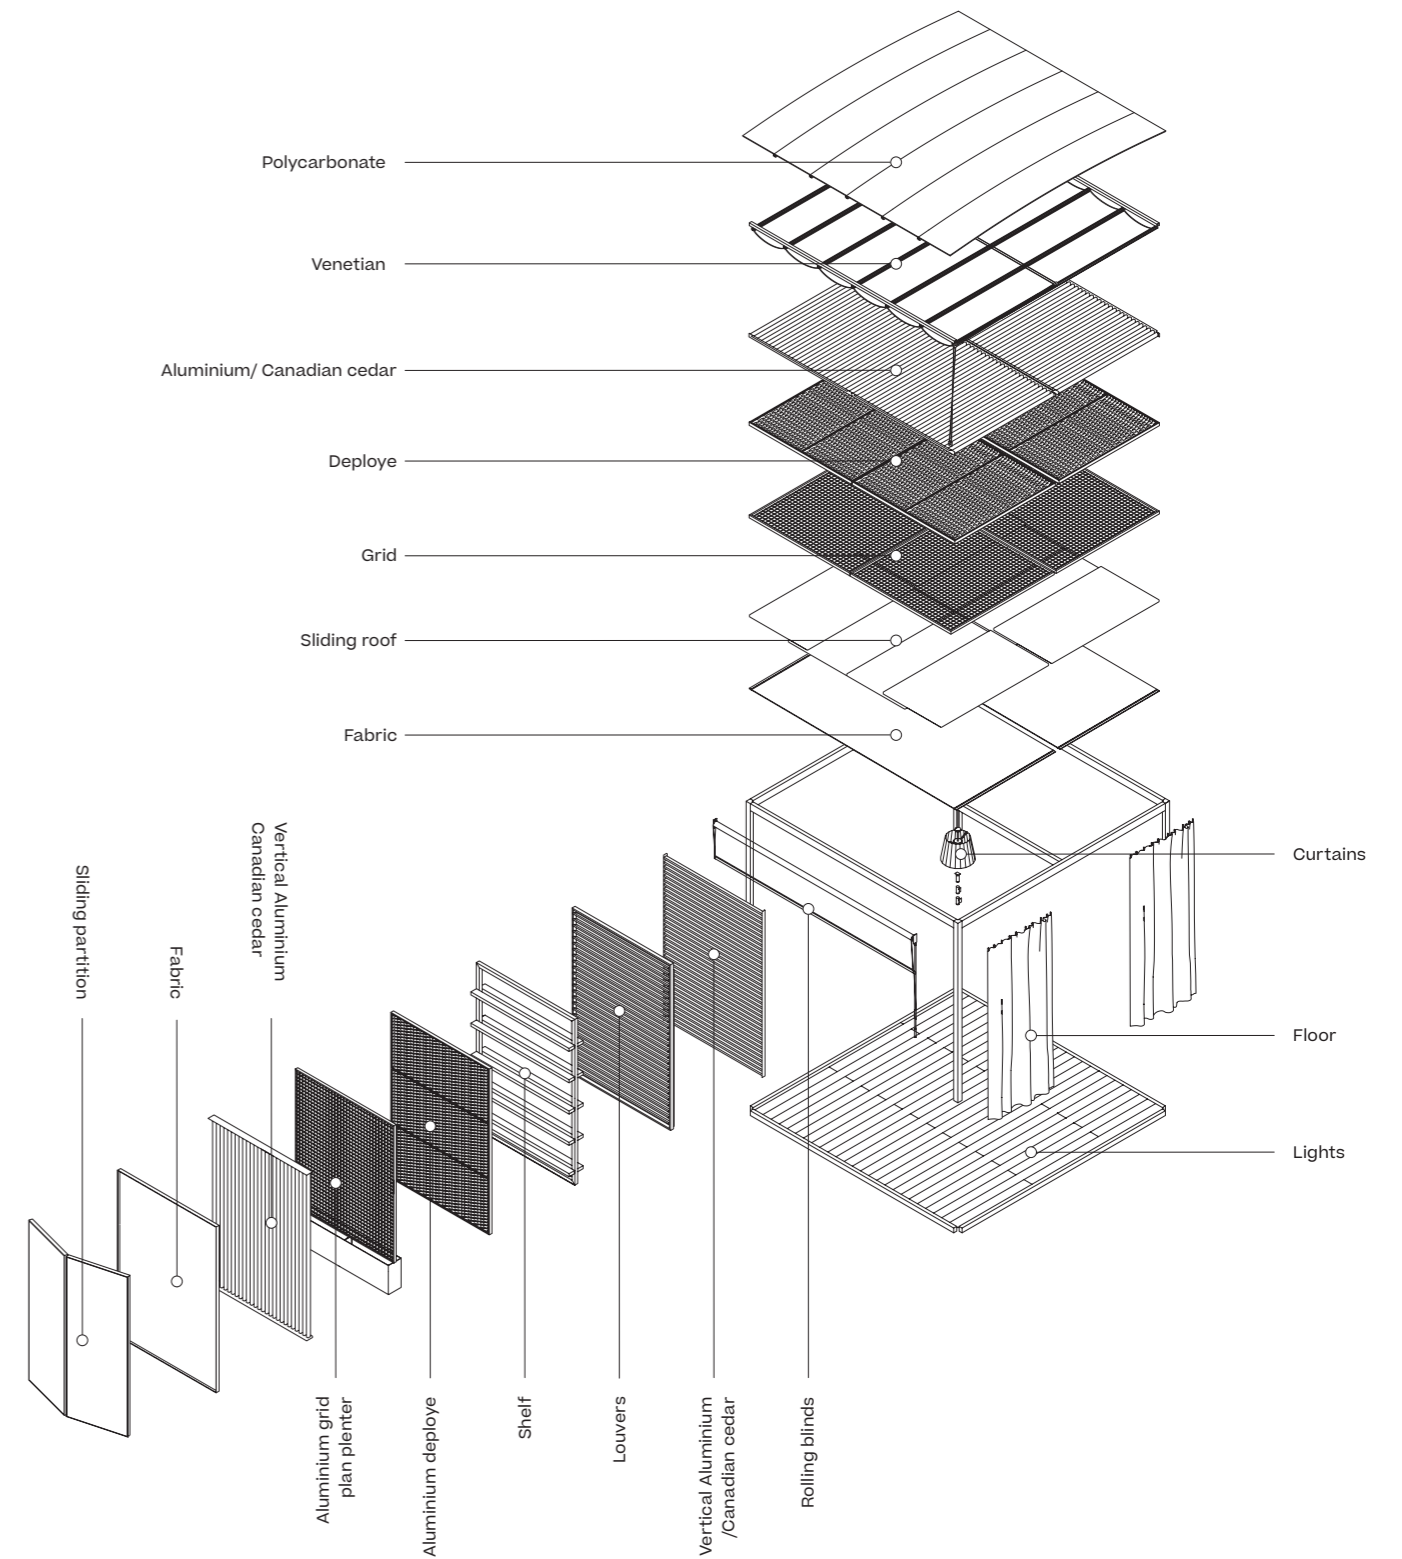 Polycarbonate
Venetian
Aluminium/ Canadian cedar
Deploye
Grid
Sliding roof
Fabric
Curtains
Floor
Lights
Sliding partition
Fabric
Vertical Aluminium
Canadian cedar
Aluminium grid
plan plenter
Aluminium deploye
Shelf
Louvers
Vertical Aluminium
/Canadian cedar
Rolling blinds